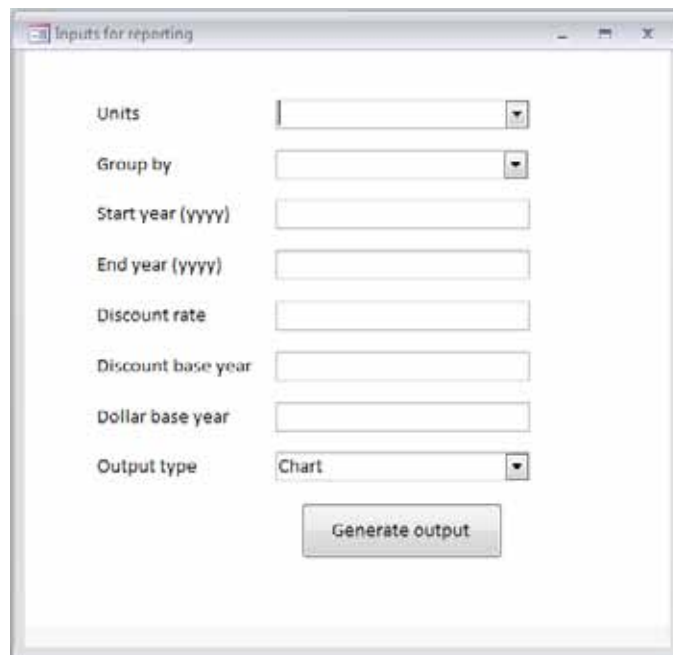 Inputs for reporting
Units
Group by
Start year (yyyy)
End year (yyyy)
Discount rate
Discount base year
Dollar base year
Output type Chart
Generate output